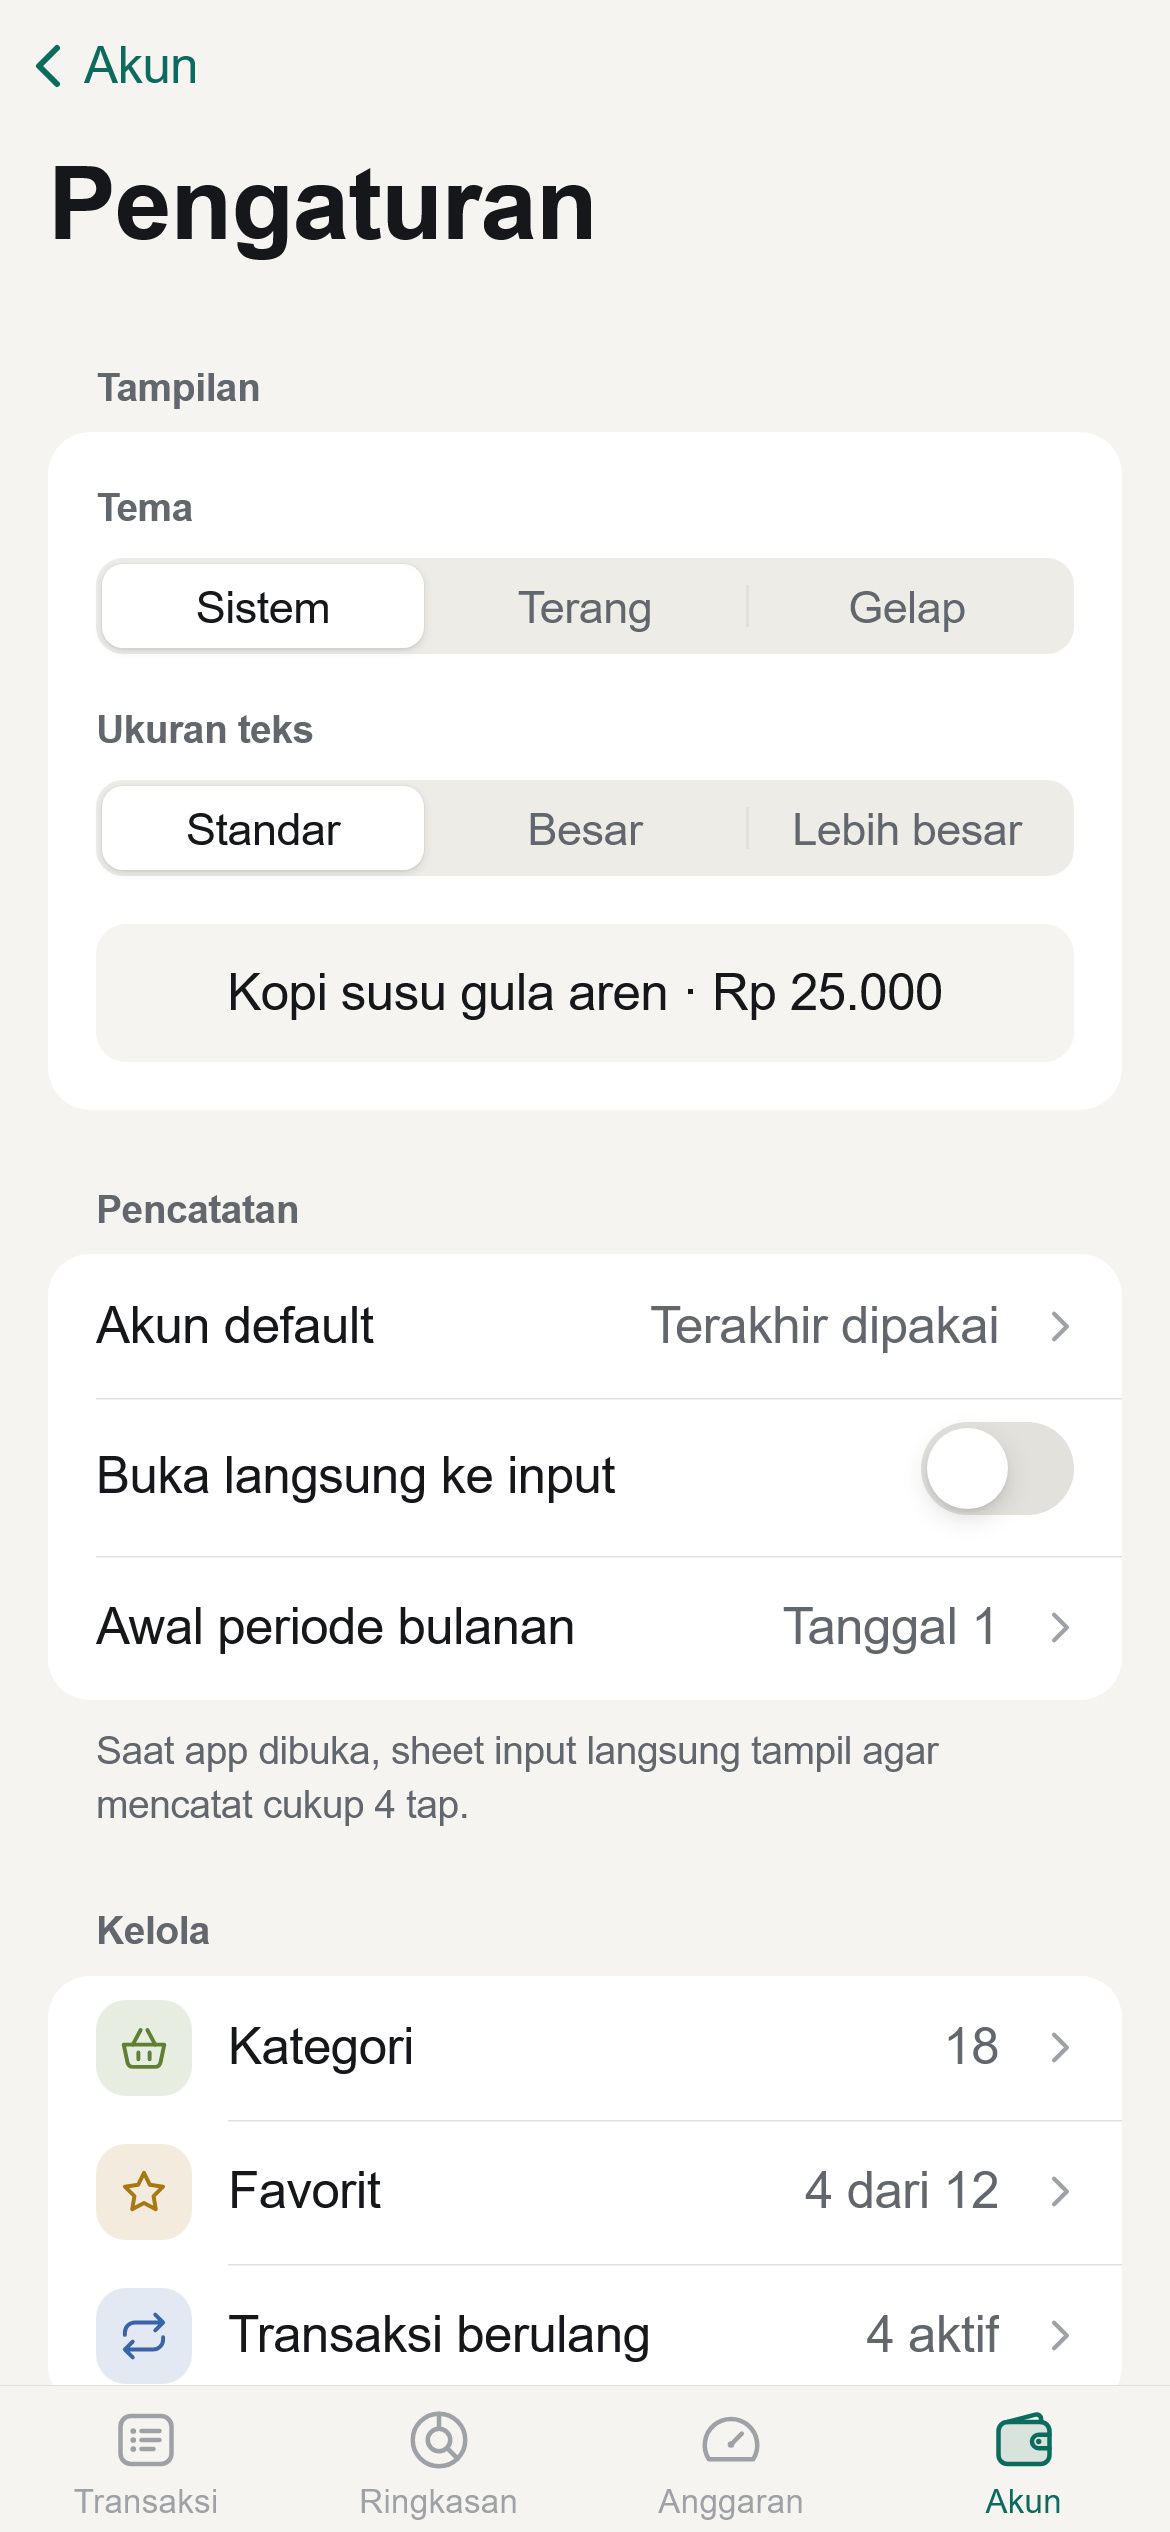 Akun
Pengaturan
Tampilan
Tema
Sistem Terang Gelap
Ukuran teks
Standar Besar Lebih besar
Kopi susu gula aren · Rp 25.000
Pencatatan
Akun default Terakhir dipakai
Buka langsung ke input
Awal periode bulanan Tanggal 1
Saat app dibuka, sheet input langsung tampil agar
mencatat cukup 4 tap.
Kelola
Kategori 18
Favorit 4 dari 12
Transaksi berulang 4 aktif
Transaksi Ringkasan Anggaran Akun